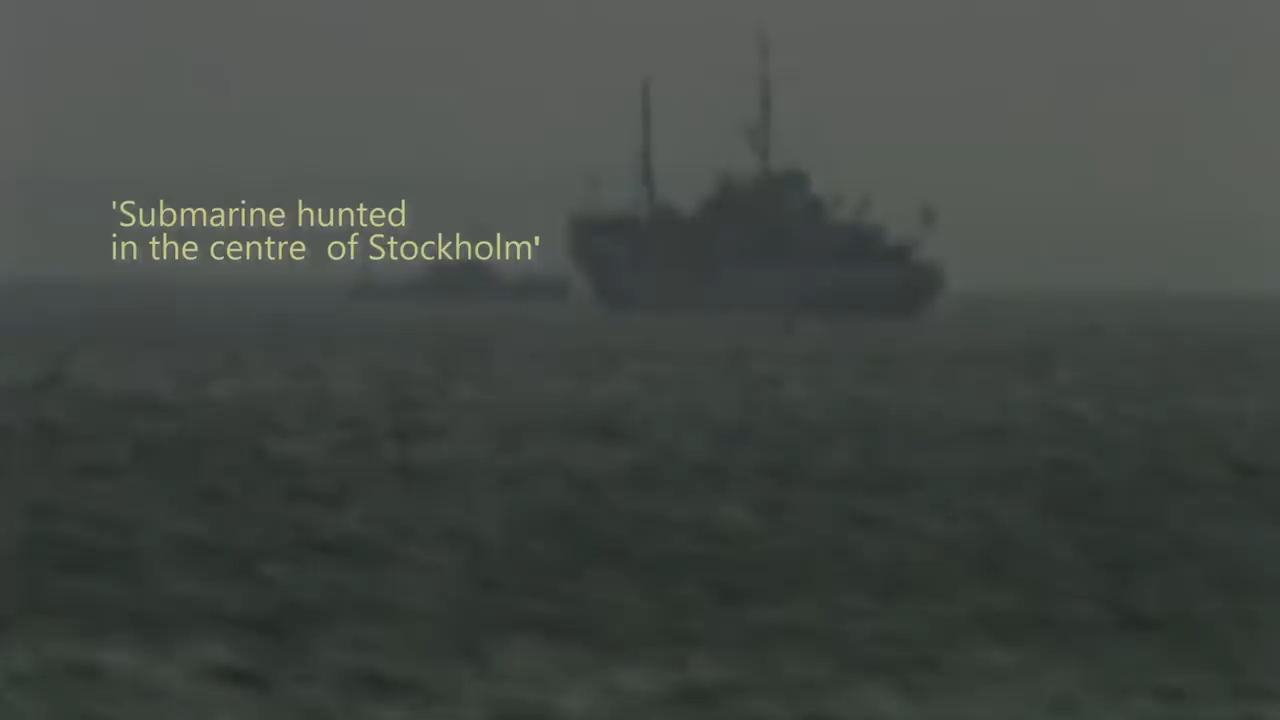 'Submarine hunted
in the centre  of Stockholm'